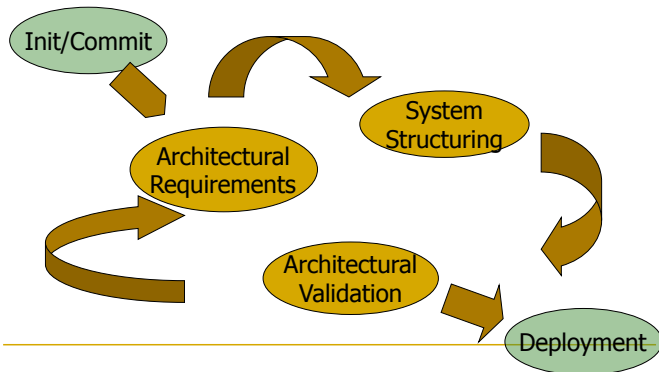 Init/Commit
System
Structuring
Architectural
Requirements
Architectural
Validation
Deployment